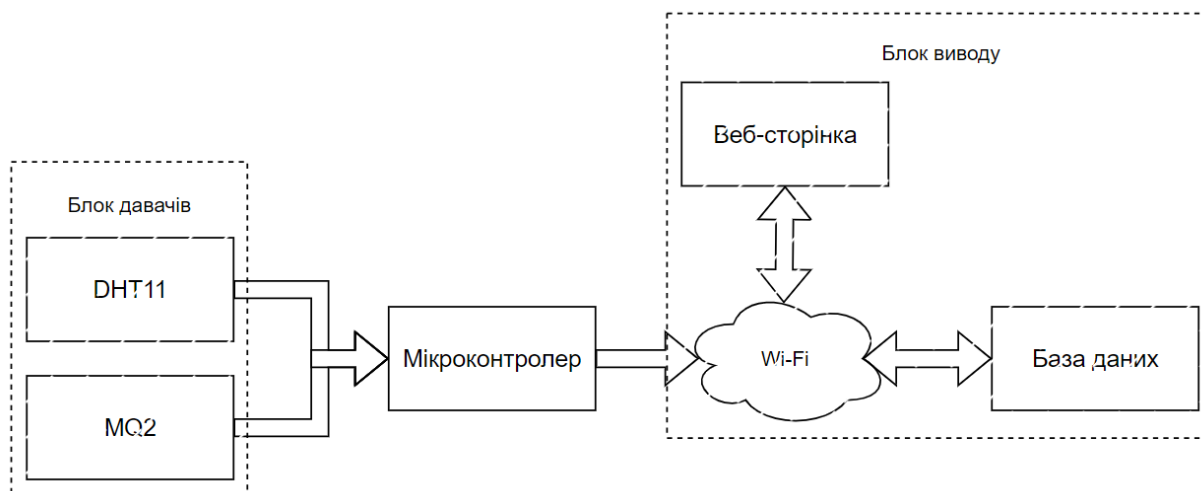 Блок виводу
Веб-сторінка
Блок давачів
DHT11
Мікроконтролер
Wi-Fi
База даних
MQ2